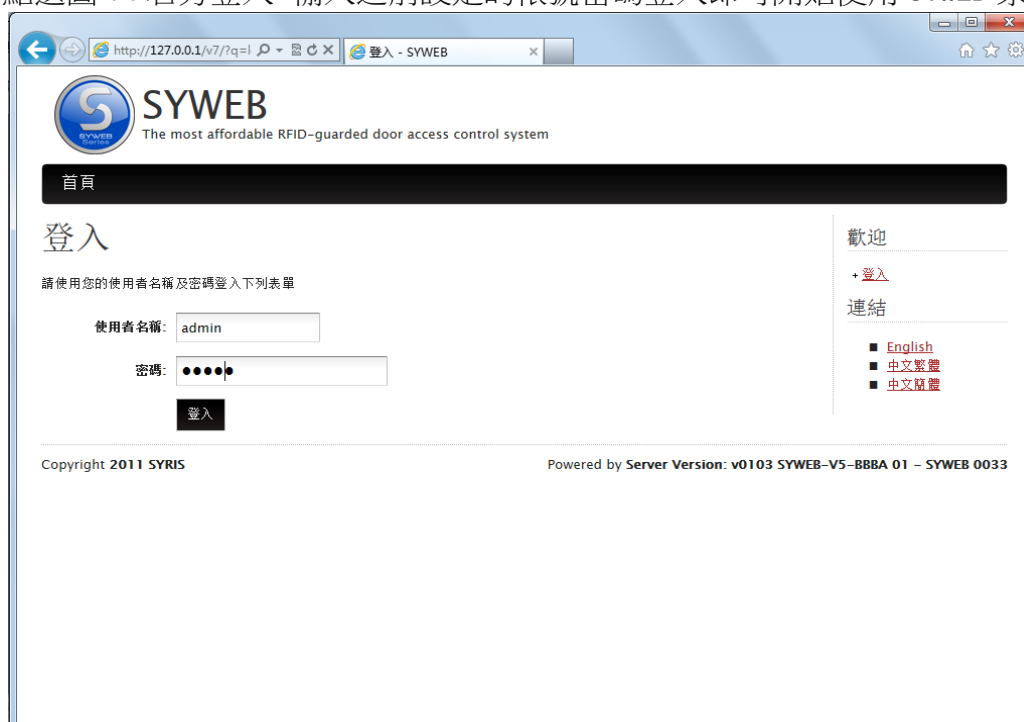 http://127.0.0.1/v7/?q=l
登入 - SYWEB
SYWEB
Series
SYWEB
The most affordable RFID-guarded door access control system
首頁
登入
請使用您的使用者名稱及密碼登入下列表單
使用者名稱: admin
密碼: ●●●●●
登入
歡迎
登入
連結
English
中文繁體
中文簡體
Copyright 2011 SYRIS
Powered by Server Version: v0103 SYWEB-V5-BBBA 01 - SYWEB 0033